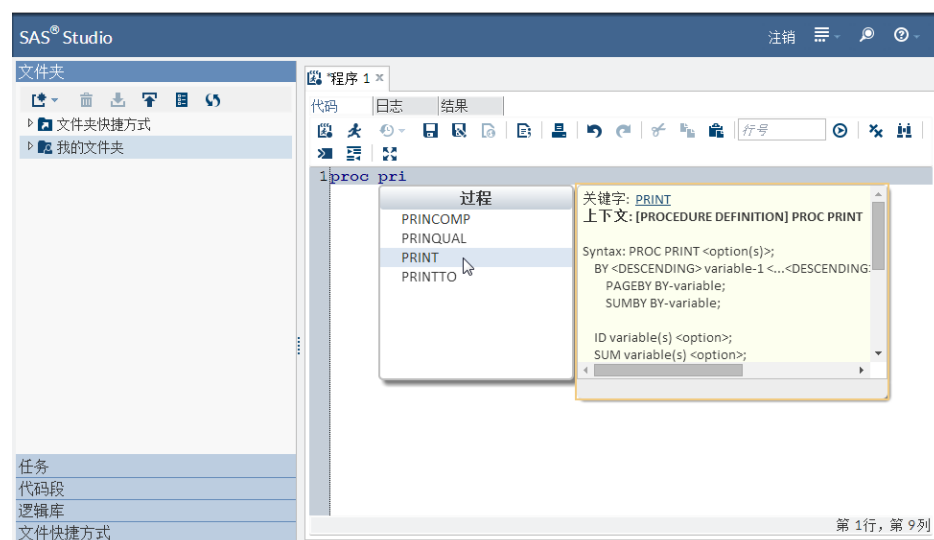 SAS® Studio
注销
文件夹
文件夹快捷方式
我的文件夹
任务
代码段
逻辑库
文件快捷方式
*程序 1 ×
代码 日志 结果
行号
1 proc pri
过程
PRINCOMP
PRINQUAL
PRINT
PRINTTO
关键字: PRINT
上下文: [PROCEDURE DEFINITION] PROC PRINT
Syntax: PROC PRINT <option(s)>;
BY <DESCENDING> variable-1 <...<DESCENDING>
PAGEBY BY-variable;
SUMBY BY-variable;
ID variable(s) <option>;
SUM variable(s) <option>;
第 1行，第 9列